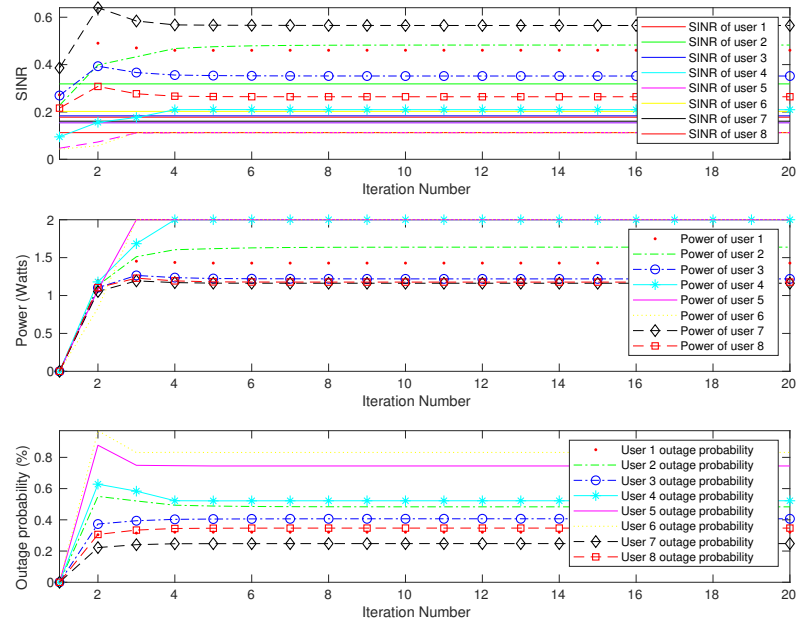 0.6
0.4
0.2
0
SINR
SINR of user 1
SINR of user 2
SINR of user 3
SINR of user 4
SINR of user 5
SINR of user 6
SINR of user 7
SINR of user 8
2 4 6 8 10 12 14 16 18 20
Iteration Number
2
1.5
1
0.5
0
Power (Watts)
Power of user 1
Power of user 2
Power of user 3
Power of user 4
Power of user 5
Power of user 6
Power of user 7
Power of user 8
2 4 6 8 10 12 14 16 18 20
Iteration Number
0.8
0.6
0.4
0.2
0
Outage probability (%)
User 1 outage probability
User 2 outage probability
User 3 outage probability
User 4 outage probability
User 5 outage probability
User 6 outage probability
User 7 outage probability
User 8 outage probability
2 4 6 8 10 12 14 16 18 20
Iteration Number